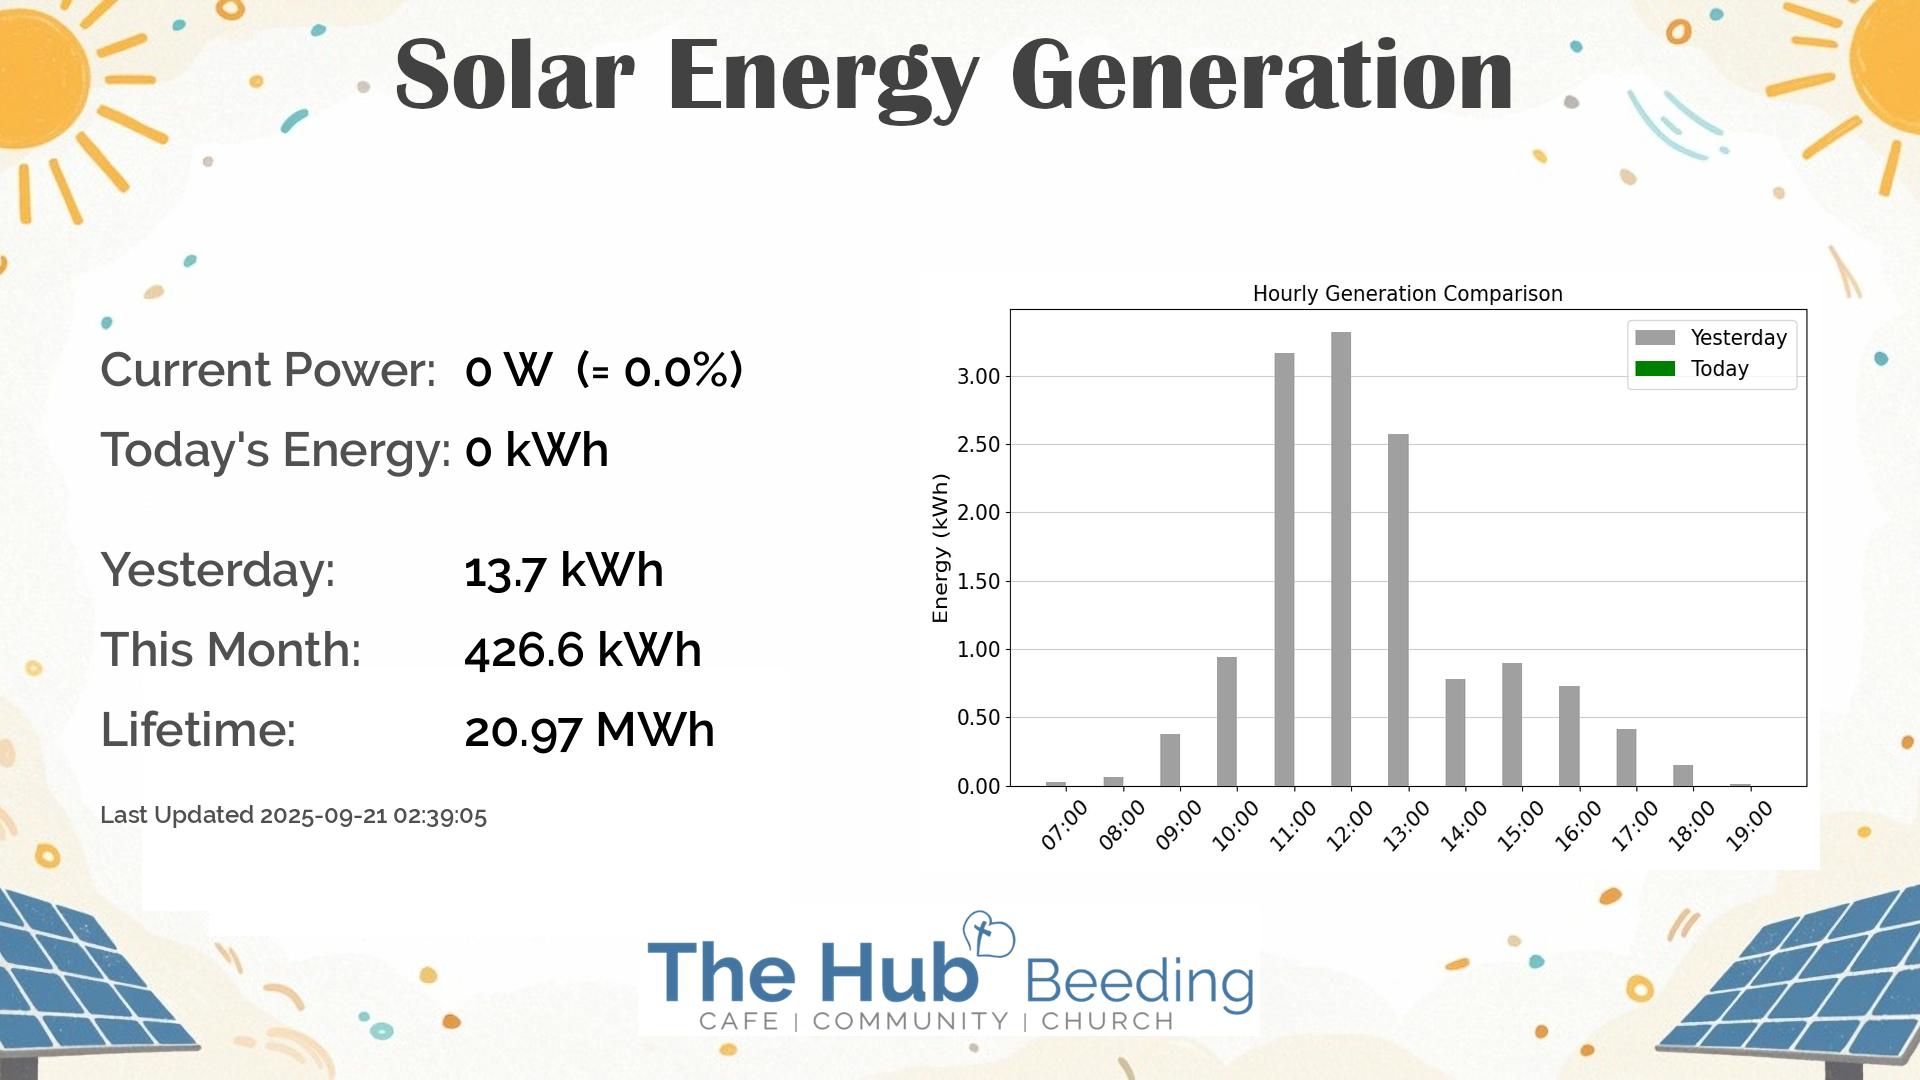 Solar Energy Generation
Current Power: 0 W (= 0.0%)
Today's Energy: 0 kWh
Yesterday: 13.7 kWh
This Month: 426.6 kWh
Lifetime: 20.97 MWh
Last Updated 2025-09-21 02:39:05
Hourly Generation Comparison
Yesterday
Today
Energy (kWh)
3.00
2.50
2.00
1.50
1.00
0.50
0.00
07:00 08:00 09:00 10:00 11:00 12:00 13:00 14:00 15:00 16:00 17:00 18:00 19:00
The Hub Beeding
CAFE | COMMUNITY | CHURCH